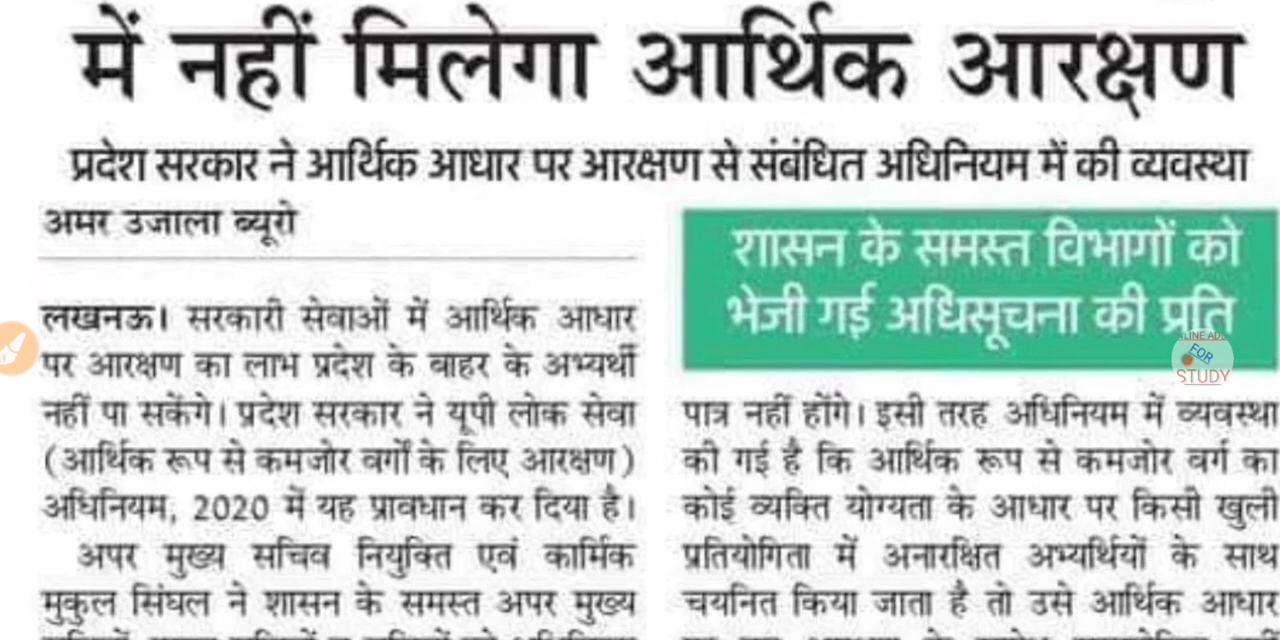 में नहीं मिलेगा आर्थिक आरक्षण
प्रदेश सरकार ने आर्थिक आधार पर आरक्षण से संबंधित अधिनियम में की व्यवस्था
अमर उजाला ब्यूरो
लखनऊ। सरकारी सेवाओं में आर्थिक आधार
पर आरक्षण का लाभ प्रदेश के बाहर के अभ्यर्थी
नहीं पा सकेंगे। प्रदेश सरकार ने यूपी लोक सेवा
(आर्थिक रूप से कमजोर वर्गों के लिए आरक्षण)
अधिनियम, 2020 में यह प्रावधान कर दिया है।
अपर मुख्य सचिव नियुक्ति एवं कार्मिक
मुकुल सिंघल ने शासन के समस्त अपर मुख्य
शासन के समस्त विभागों को
भेजी गई अधिसूचना की प्रति
FOR
STUDY
पात्र नहीं होंगे। इसी तरह अधिनियम में व्यवस्था
की गई है कि आर्थिक रूप से कमजोर वर्ग का
कोई व्यक्ति योग्यता के आधार पर किसी खुली
प्रतियोगिता में अनारक्षित अभ्यर्थियों के साथ
चयनित किया जाता है तो उसे आर्थिक आधार